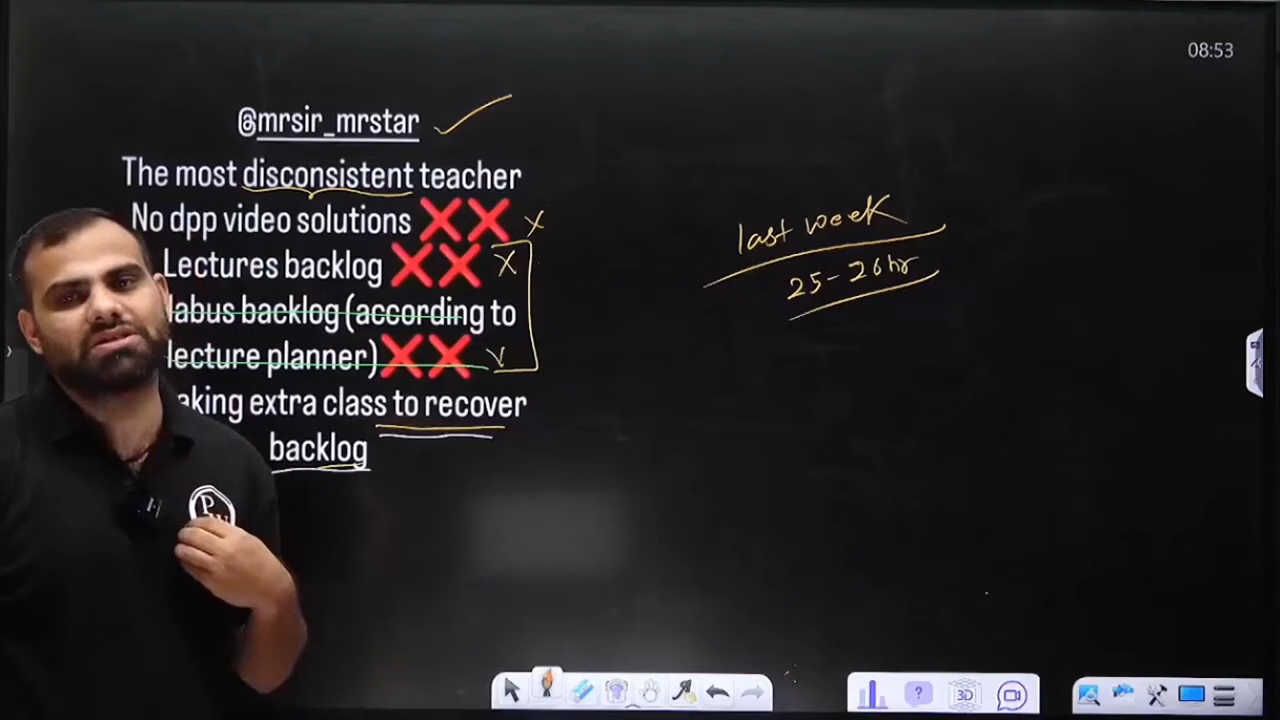 08:53
@mrsir_mrstar
The most disconsistent teacher
No dpp video solutions ❌❌ X
Lectures backlog ❌❌ X
labus backlog (according to
lecture planner) ❌❌
aking extra class to recover
backlog
last week
25-26hr
P
W
3D